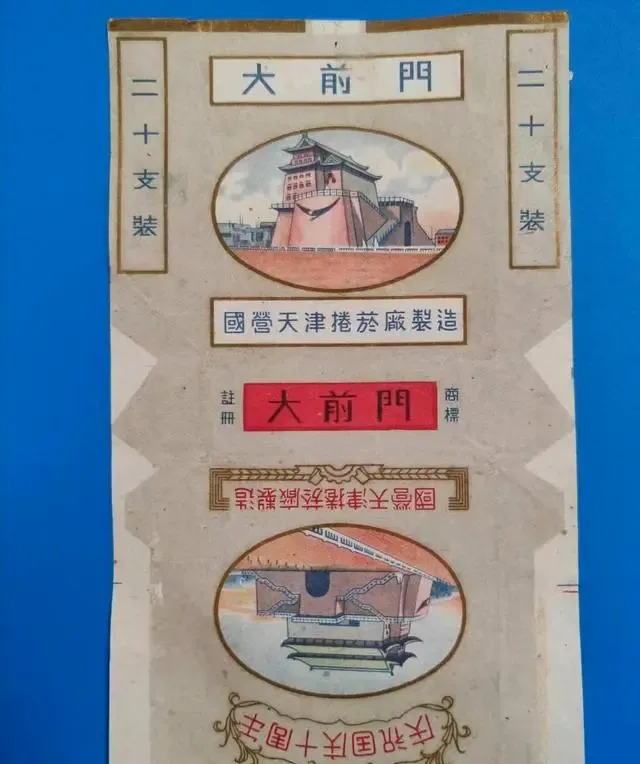 大前門
二十支裝
二十支裝
國營天津捲菸廠製造
註冊
大前門
商標
國營天津捲菸廠製造
庆祝国庆十周年